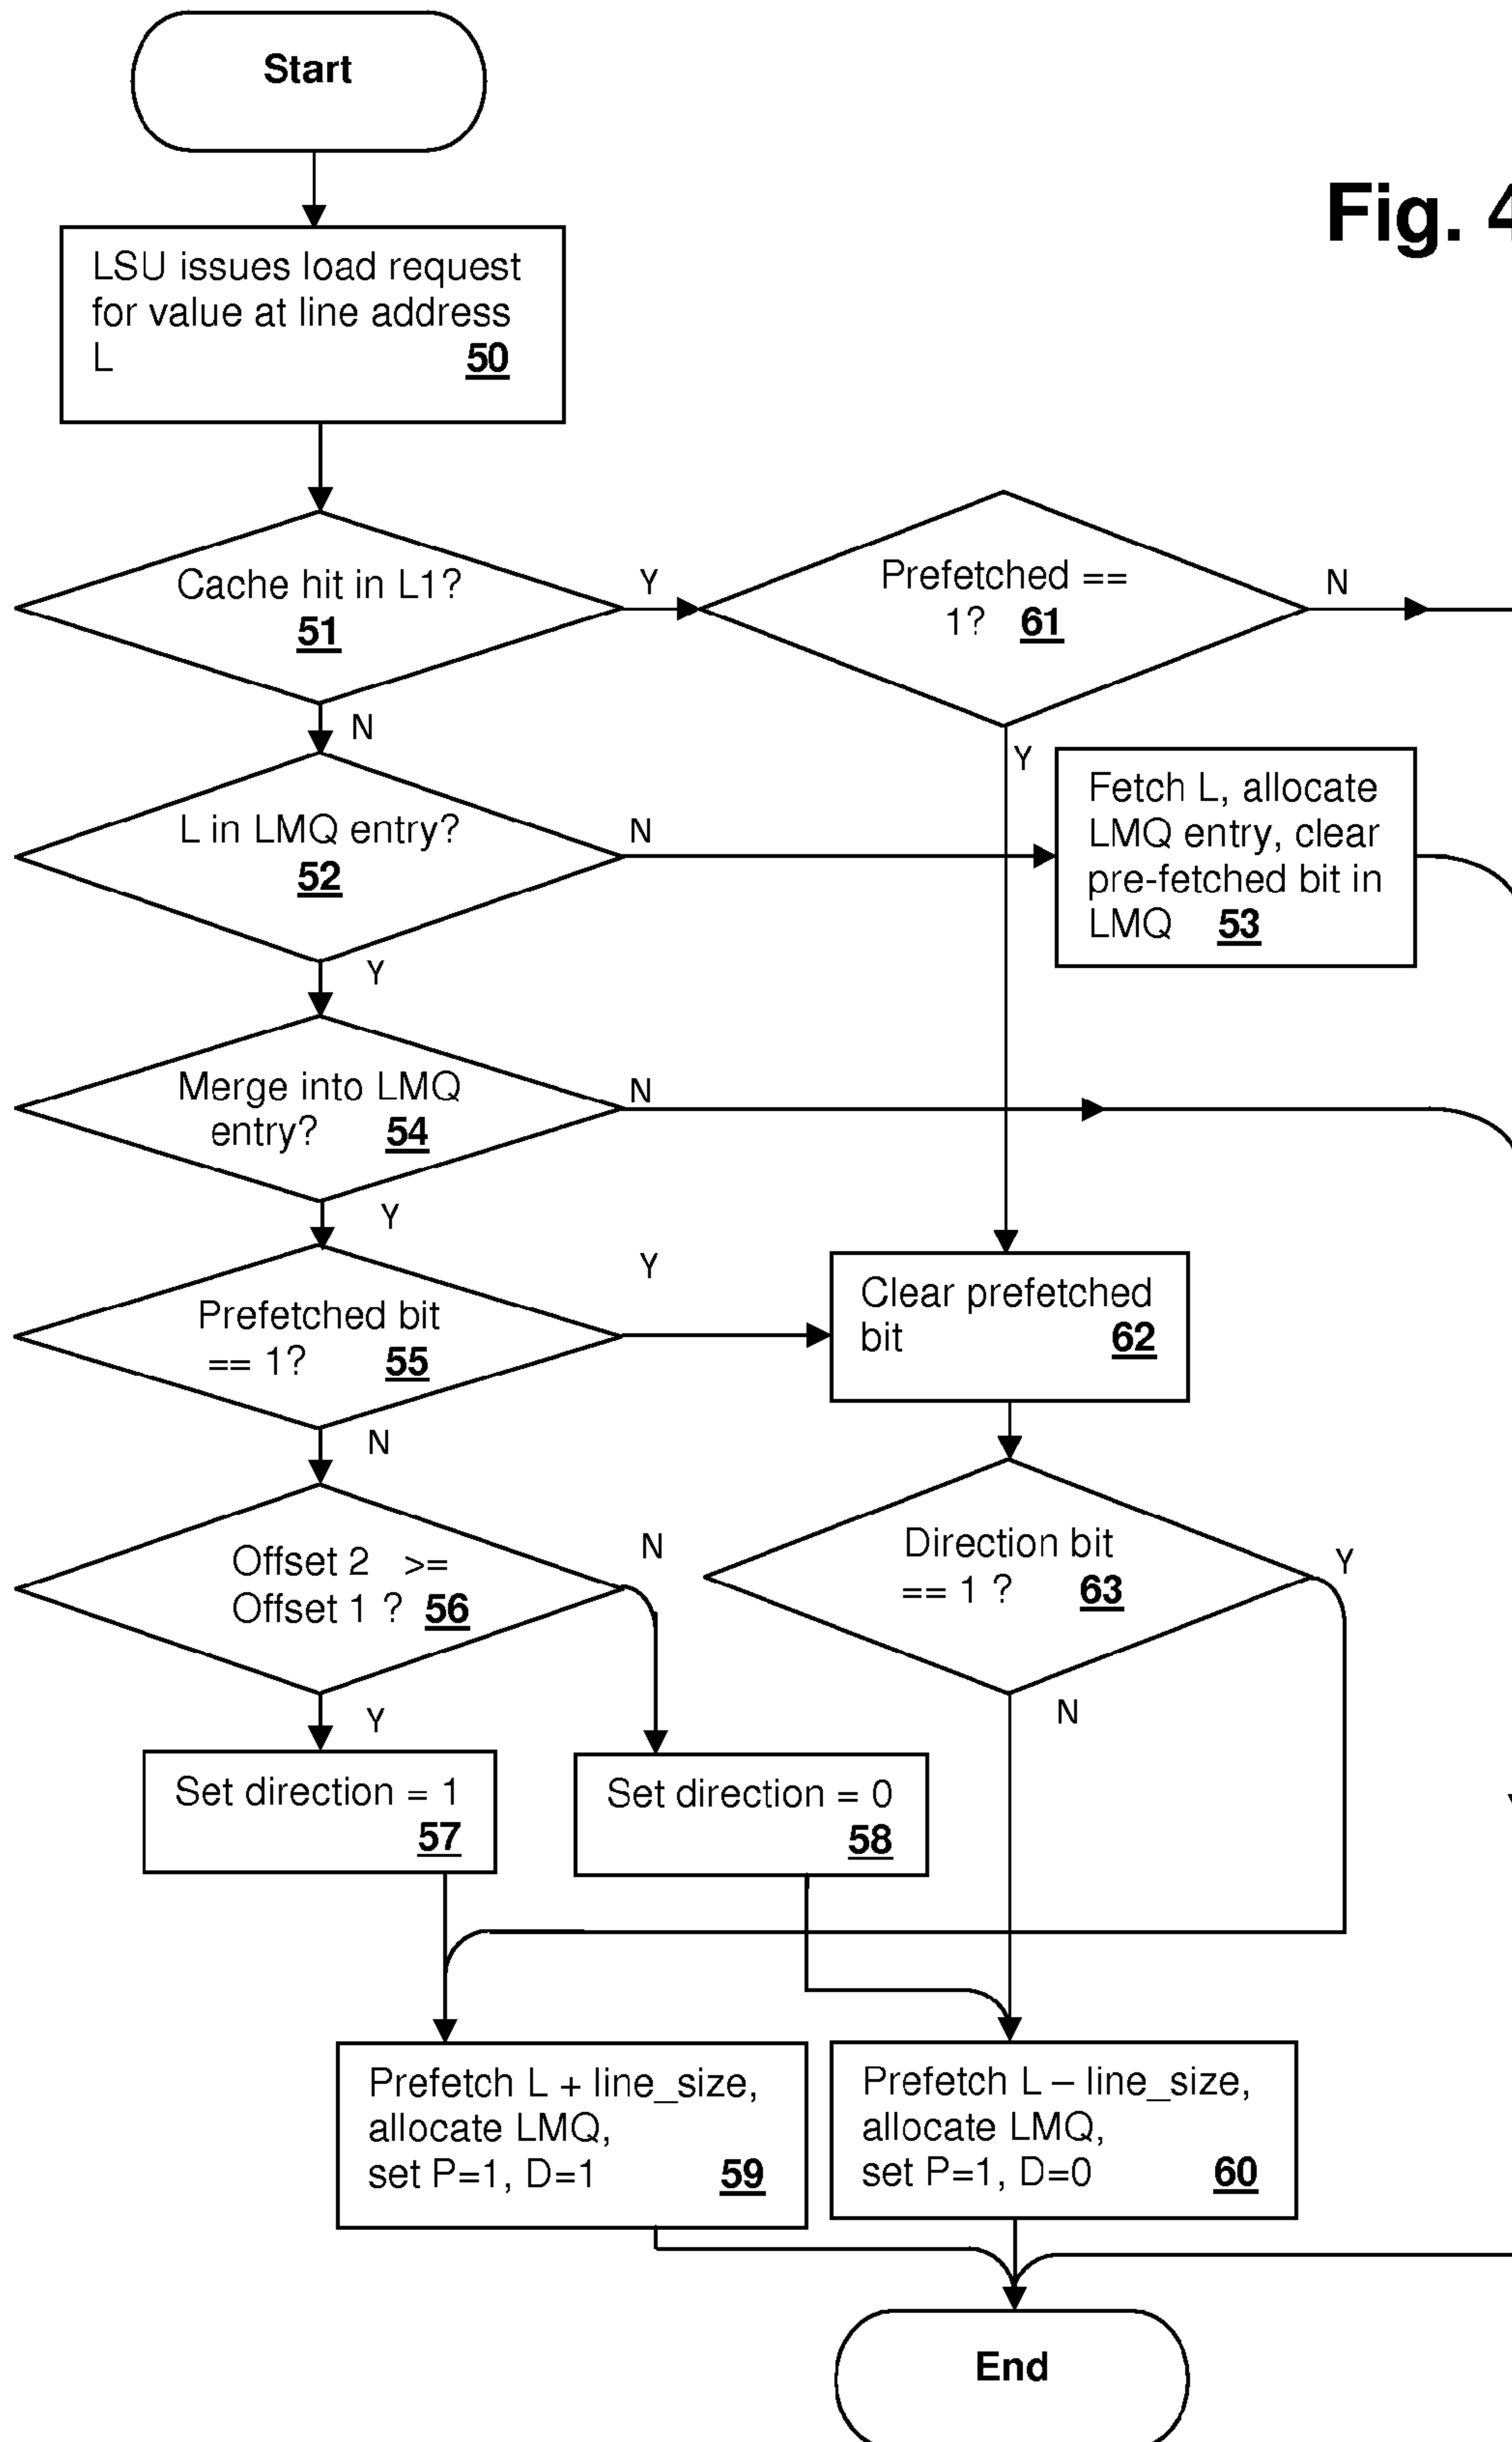 Start
Fig. 4
LSU issues load request
for value at line address
L 50
Cache hit in L1?
51
Y
Prefetched ==
1? 61
N
N
Y
L in LMQ entry?
52
N
Fetch L, allocate
LMQ entry, clear
pre-fetched bit in
LMQ 53
Y
Merge into LMQ
entry? 54
N
Y
Prefetched bit
== 1? 55
Y
Clear prefetched
bit 62
N
Offset 2 >=
Offset 1 ? 56
N
Direction bit
== 1 ? 63
Y
Y
N
Set direction = 1
57
Set direction = 0
58
Prefetch L + line_size,
allocate LMQ,
set P=1, D=1 59
Prefetch L – line_size,
allocate LMQ,
set P=1, D=0 60
End